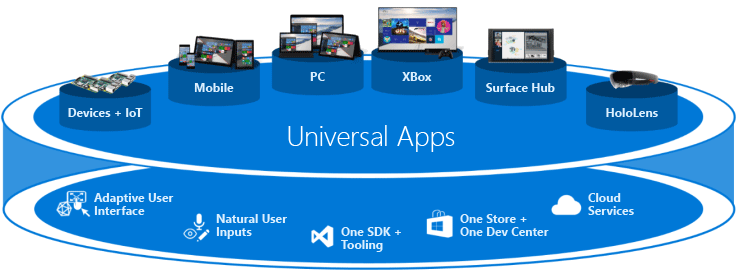 Devices + IoT
Mobile
PC
XBox
Surface Hub
HoloLens
Universal Apps
Adaptive User
Interface
Natural User
Inputs
One SDK +
Tooling
One Store +
One Dev Center
Cloud
Services